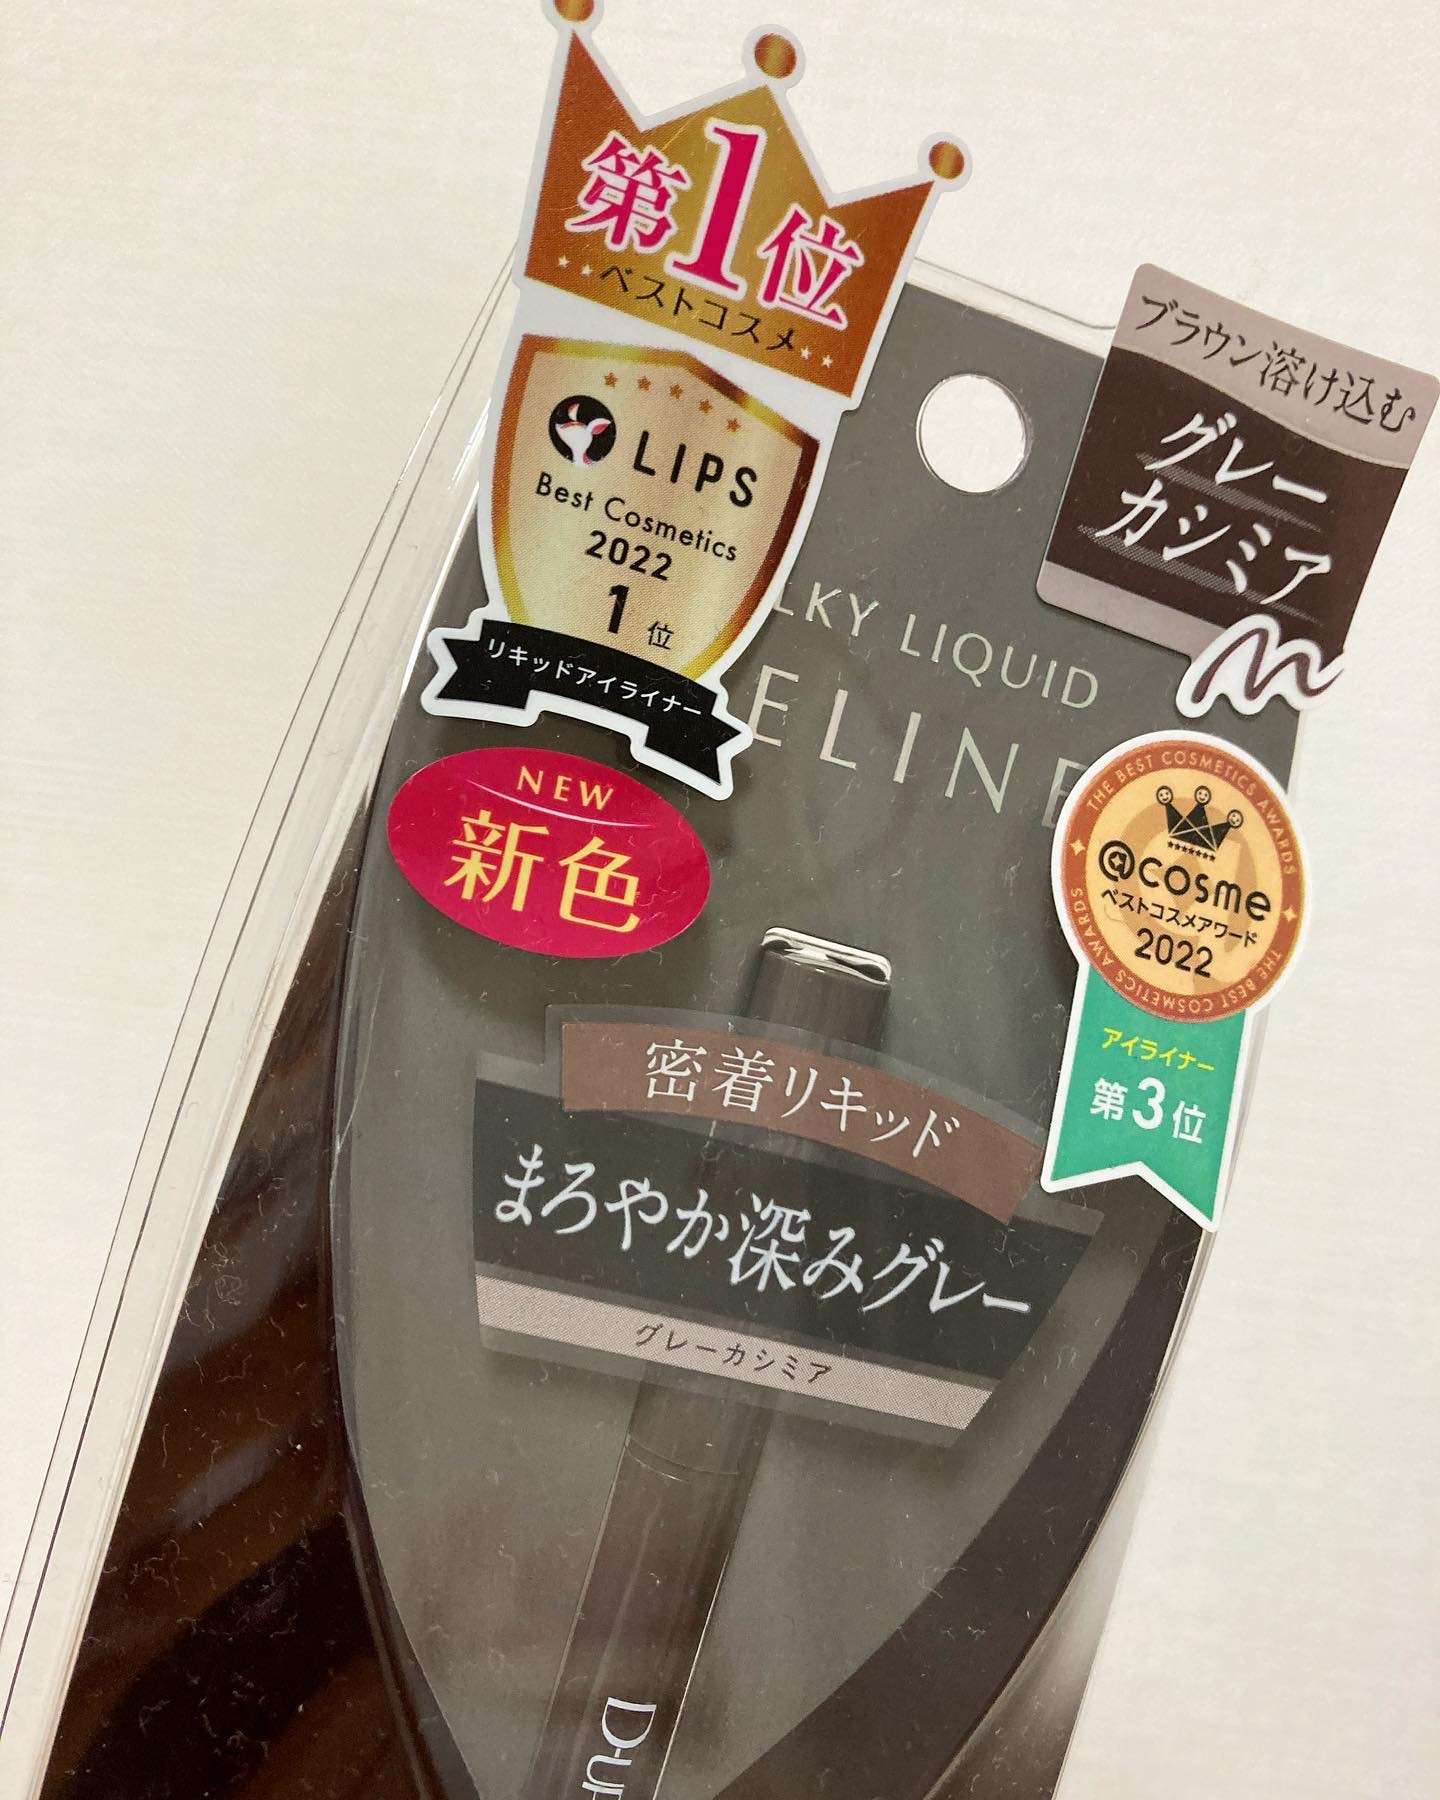 第1位
ベストコスメ
LIPS
Best Cosmetics
2022
1位
リキッドアイライナー
ブラウン溶け込む
グレー
カシミア
LKY LIQUID
ELINE
NEW
新色
THE BEST COSMETICS AWARDS
@cosme
ベストコスメアワード
2022
THE BEST COSMETICS AWARDS
アイライナー
第3位
密着リキッド
まろやか深みグレー
グレーカシミア
D-UP